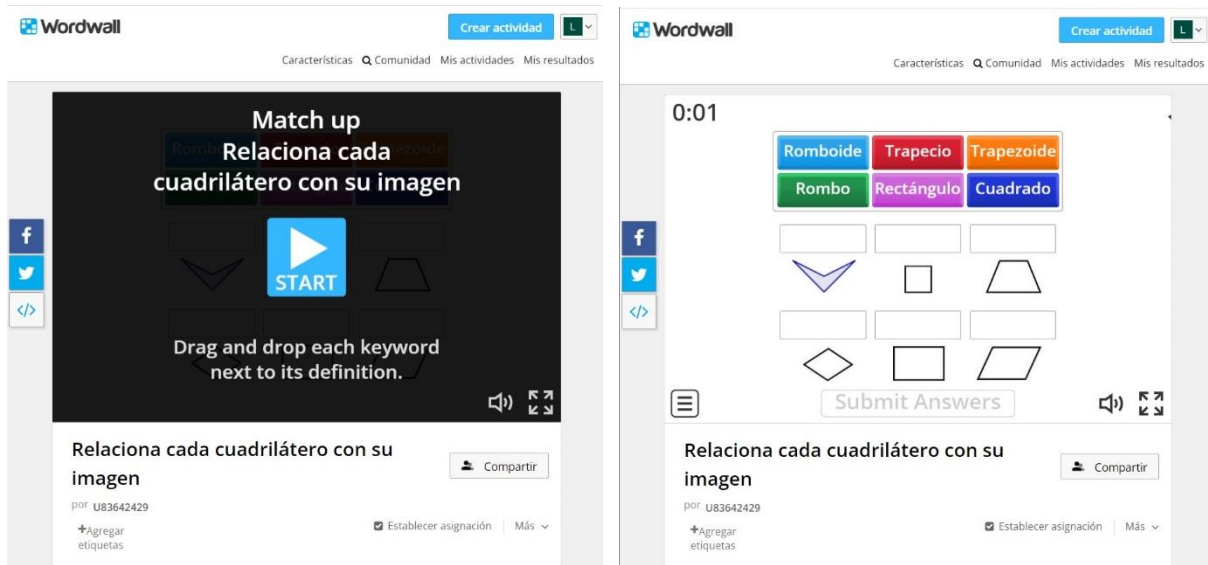 Wordwall
Crear actividad
L
Características Comunidad Mis actividades Mis resultados
Match up
Relaciona cada
cuadrilátero con su imagen
START
Drag and drop each keyword
next to its definition.
Relaciona cada cuadrilátero con su
imagen
Compartir
por U83642429
+Agregar
etiquetas
Establecer asignación
Más
Wordwall
Crear actividad
L
Características Comunidad Mis actividades Mis resultados
0:01
Romboide Trapecio Trapezoide
Rombo Rectángulo Cuadrado
Submit Answers
Relaciona cada cuadrilátero con su
imagen
Compartir
por U83642429
+Agregar
etiquetas
Establecer asignación
Más